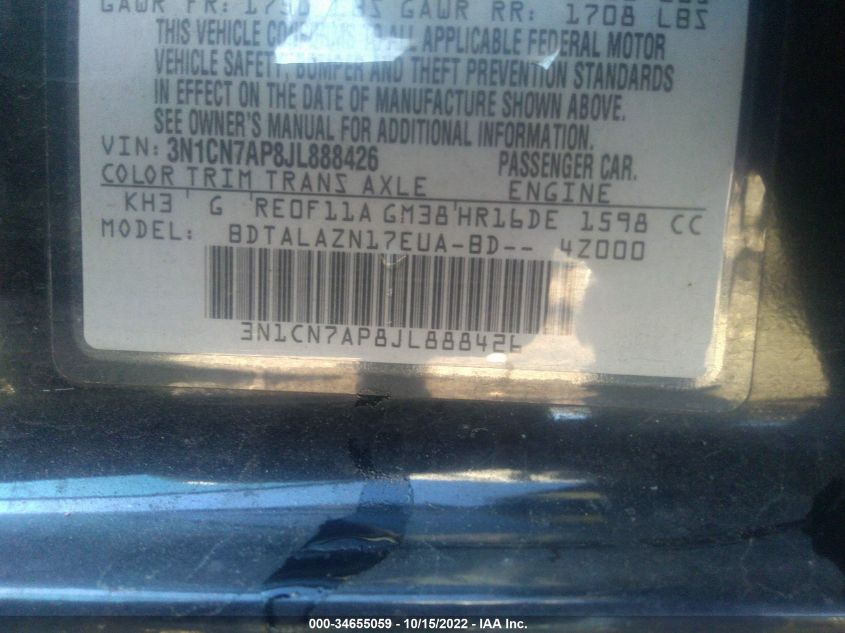 GAWR FR: LBS GAWR RR: 1708 LBS
THIS VEHICLE TO ALL APPLICABLE FEDERAL MOTOR
VEHICLE SAFETY, BUMPER AND THEFT PREVENTION STANDARDS
IN EFFECT ON THE DATE OF MANUFACTURE SHOWN ABOVE.
SEE OWNER'S MANUAL FOR ADDITIONAL INFORMATION.
VIN: 3N1CN7AP8JL888426 PASSENGER CAR.
COLOR TRIM TRANS AXLE ENGINE
KH3 G RE0F11A GM38 HR16DE 1598 CC
MODEL: BDTALAZN17EUA-BD-- 4Z000
3N1CN7AP8JL888426
000-34655059 - 10/15/2022 - IAA Inc.